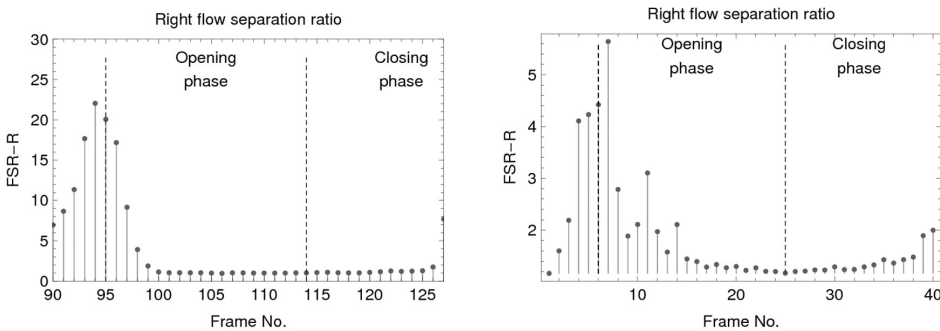 Right flow separation ratio
30
25
20
15
10
5
0
FSR−R
Opening
phase
Closing
phase
90 95 100 105 110 115 120 125
Frame No.
Right flow separation ratio
5
4
3
2
FSR−R
Opening
phase
Closing
phase
10 20 30 40
Frame No.